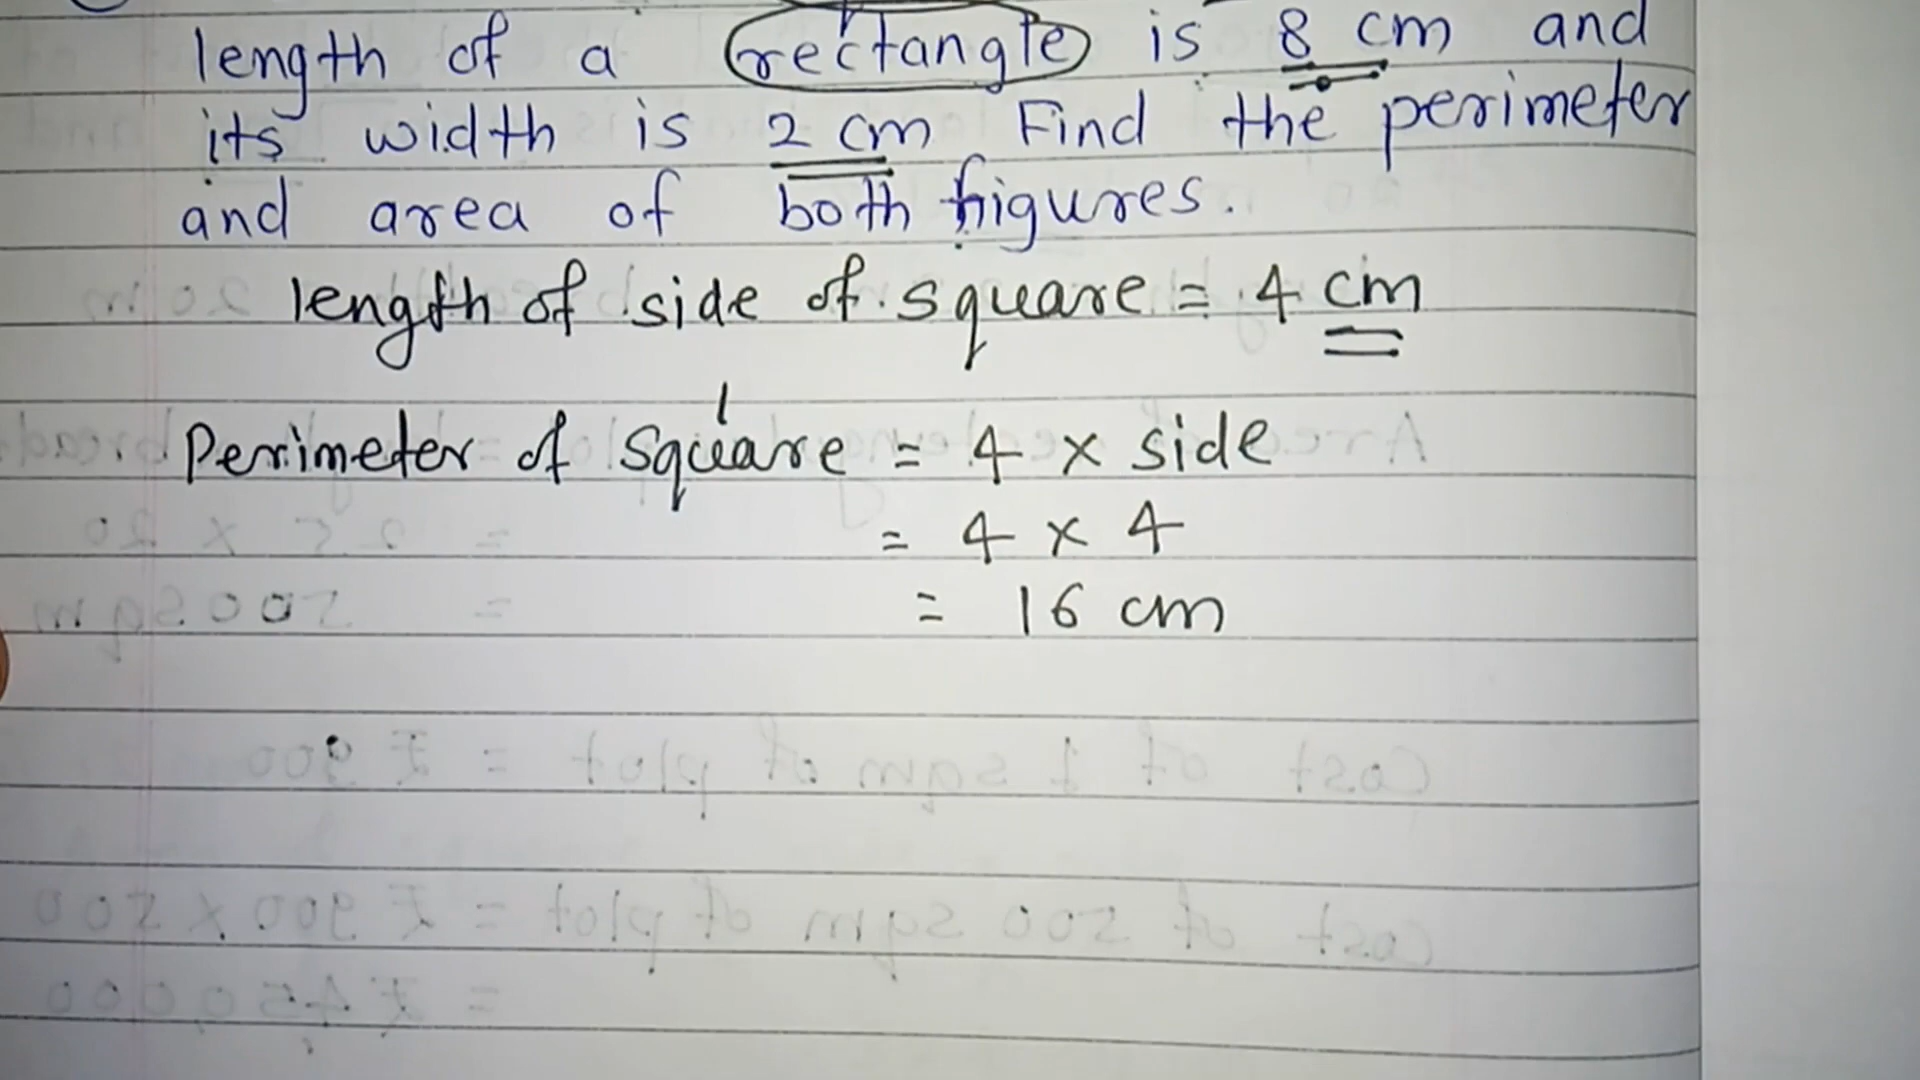 length of a rectangle is 8 cm and
its width is 2 cm Find the perimeter
and area of both figures.
length of side of square = 4 cm
Perimeter of square = 4 × side
= 4 × 4
= 16 cm